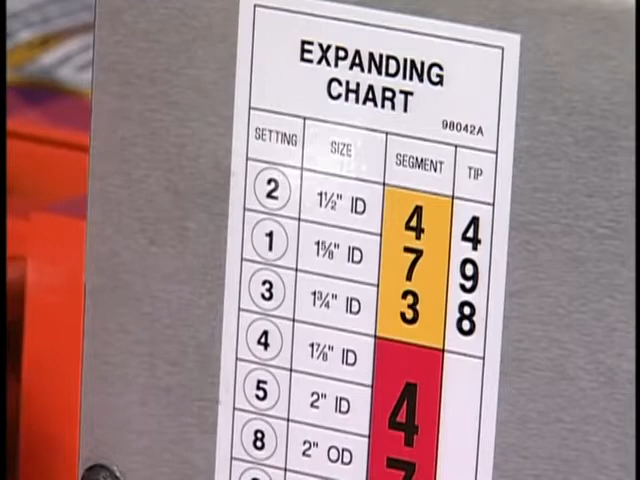 EXPANDING
CHART
98042A
SETTING SIZE SEGMENT TIP
2 1½" ID
1 1⅝" ID
3 1¾" ID
4 1⅞" ID
5 2" ID
8 2" OD
473
498
4